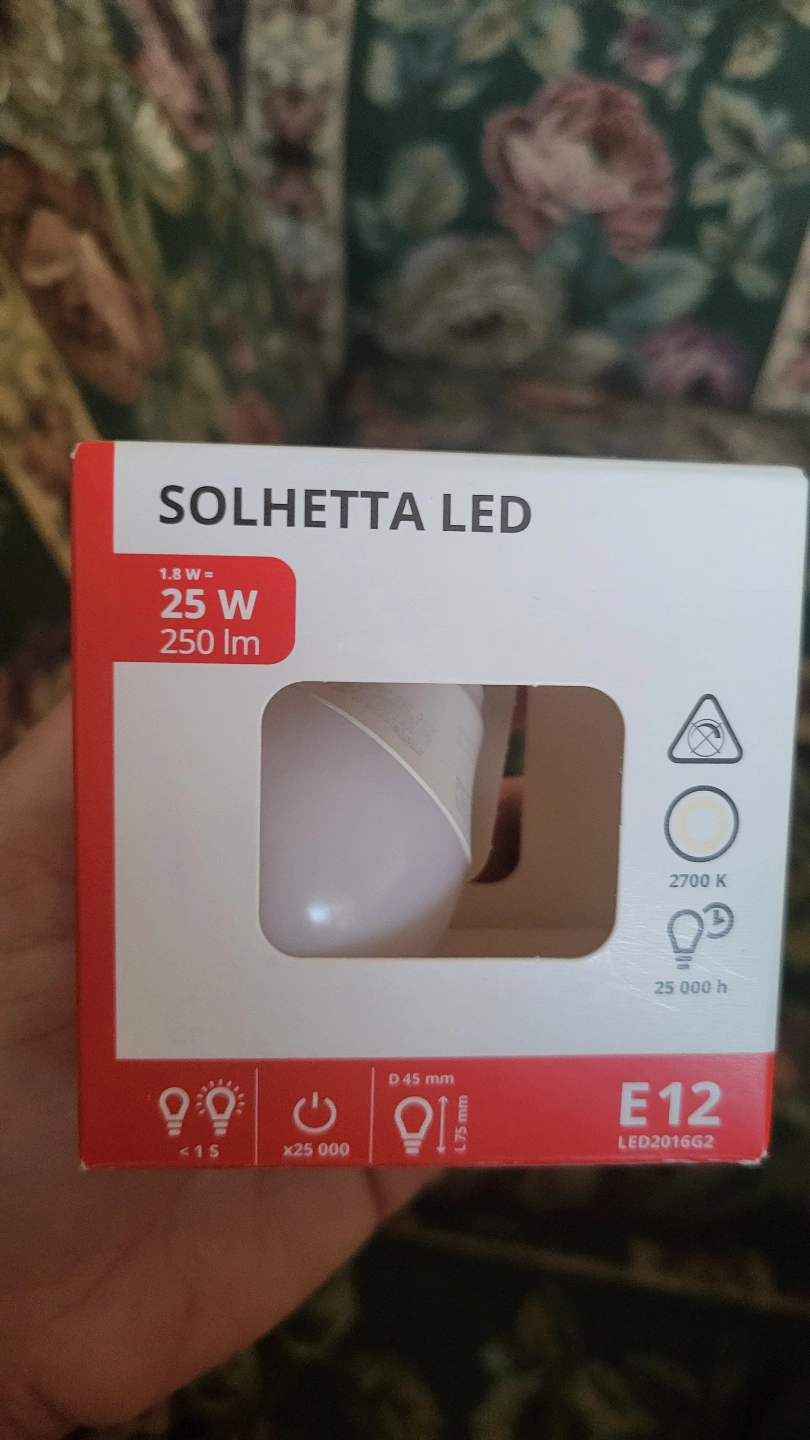 SOLHETTA LED
1.8 W =
25 W
250 lm
2700 K
25 000 h
< 1 S
x25 000
D 45 mm
L 75 mm
E12
LED2016G2